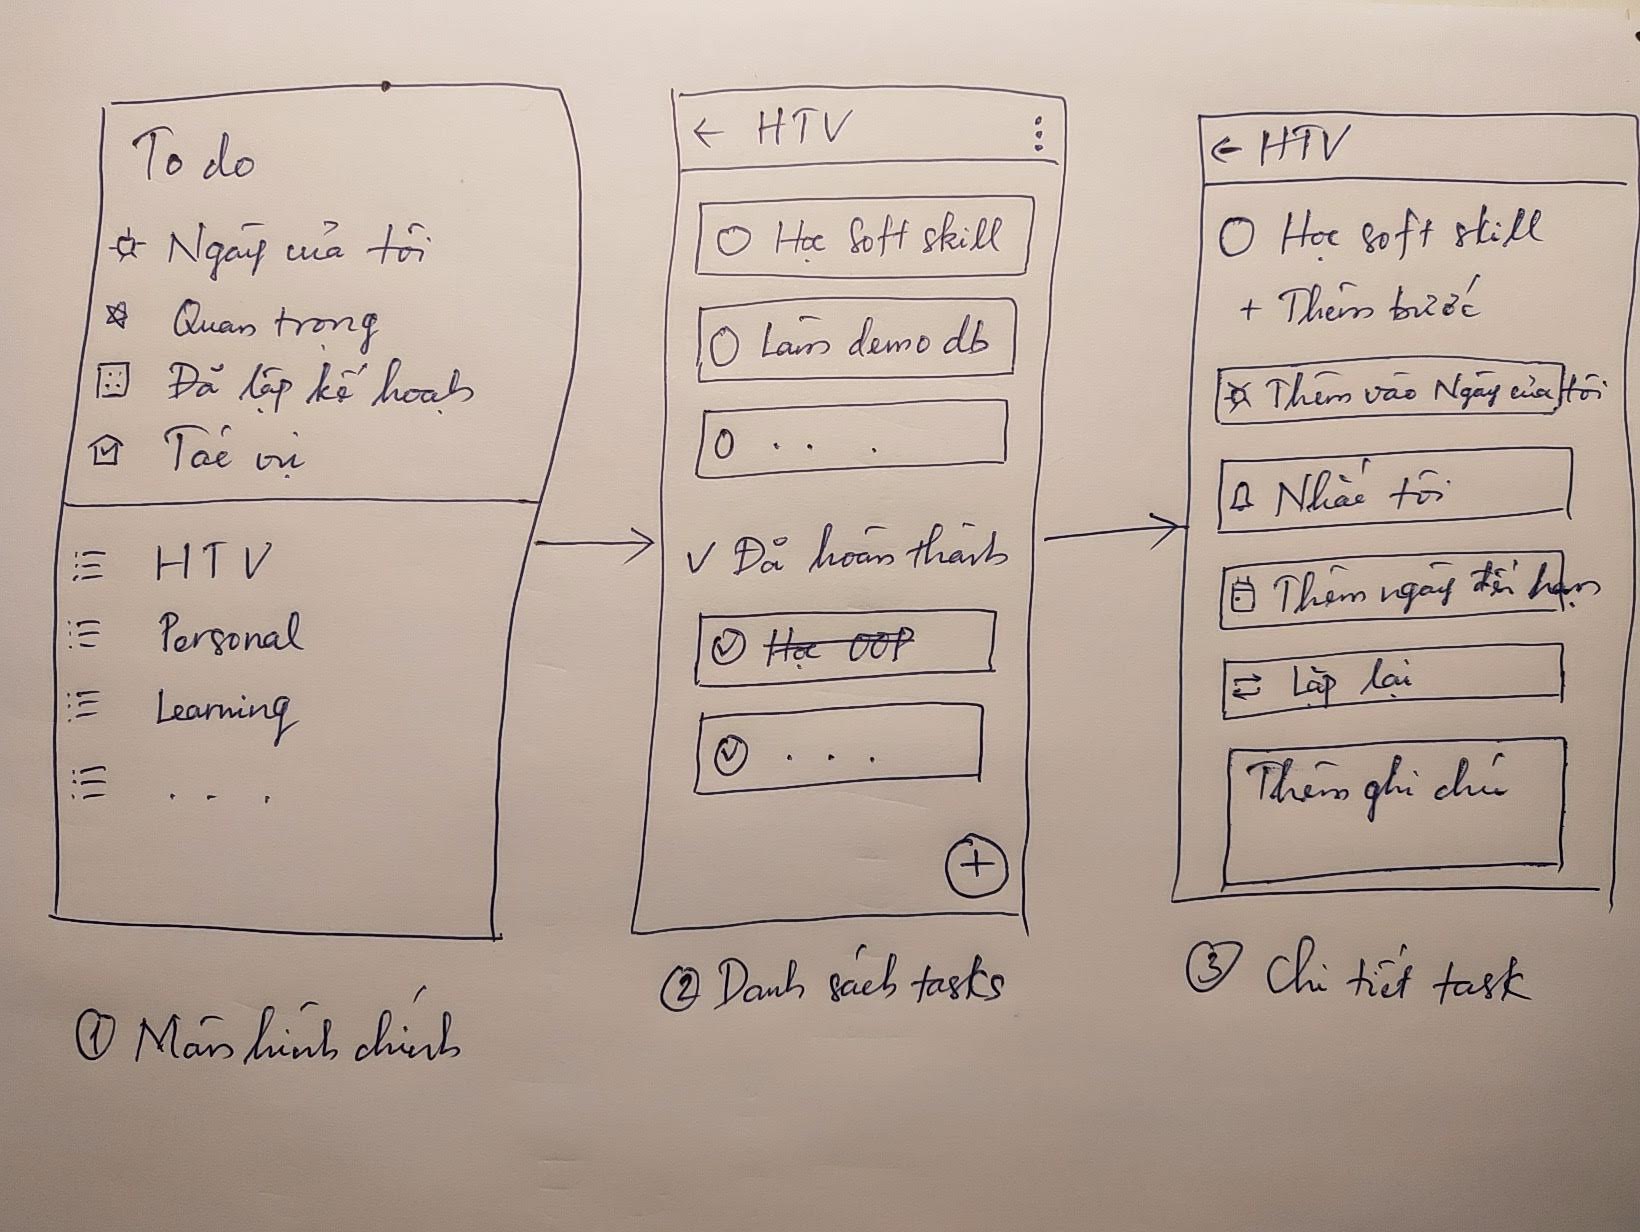 To do
Ngày của tôi
Quan trọng
Đã lập kế hoạch
Tác vụ
HTV
Personal
Learning
. . .
① Màn hình chính
← HTV
Học soft skill
Làm demo db
. . .
Đã hoàn thành
Học OOP
. . .
+
② Danh sách tasks
← HTV
Học soft skill
+ Thêm bước
Thêm vào Ngày của tôi
Nhắc tôi
Thêm ngày đến hạn
Lặp lại
Thêm ghi chú
③ Chi tiết task